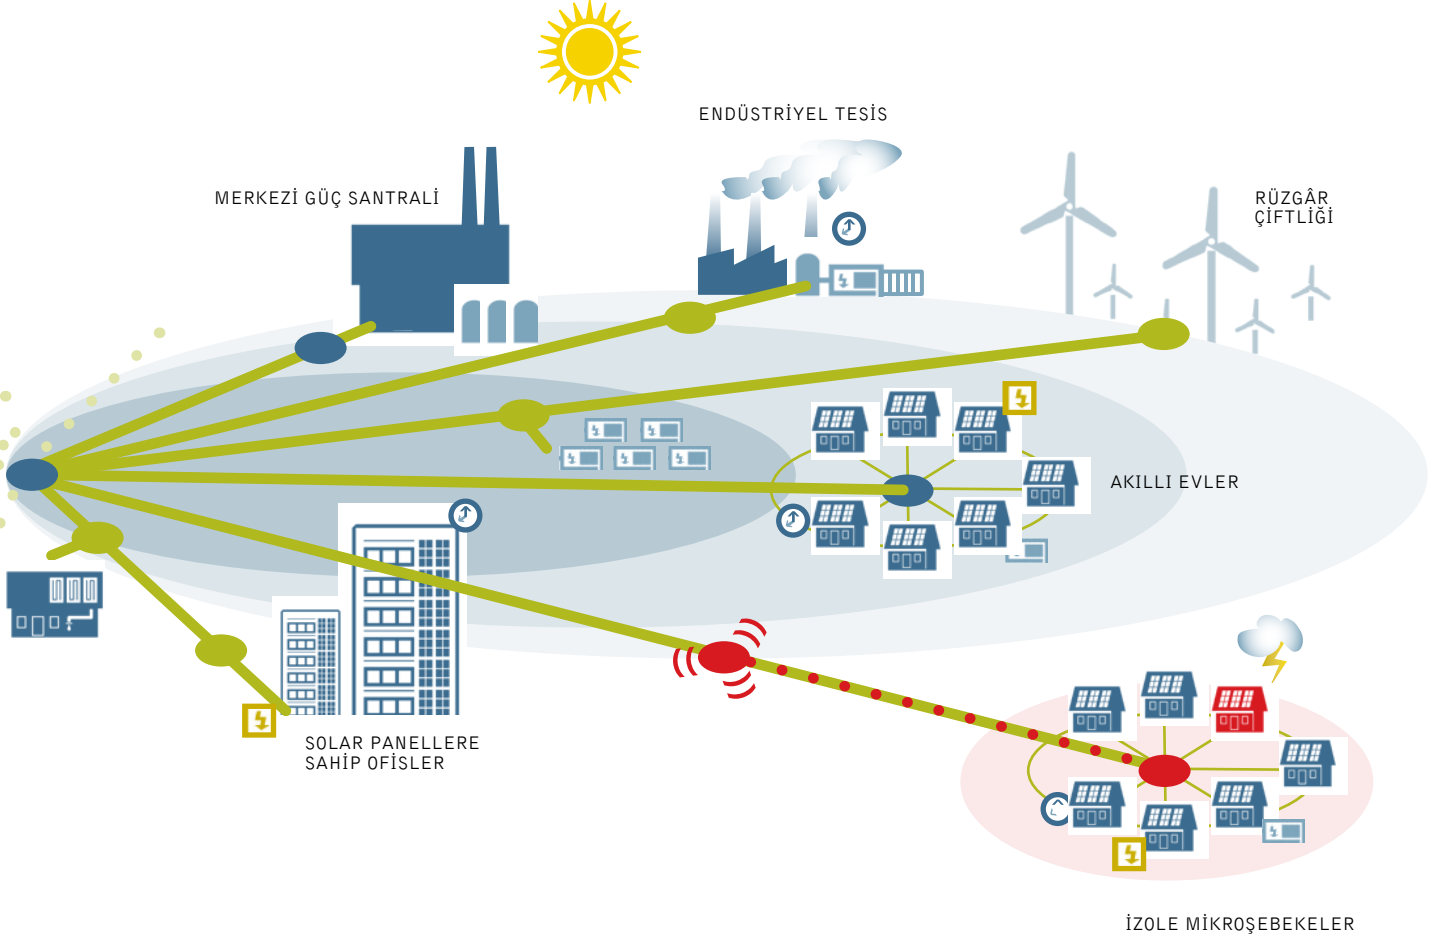 ENDÜSTRİYEL TESİS
MERKEZİ GÜÇ SANTRALİ
RÜZGÂR
ÇİFTLİĞİ
AKILLI EVLER
SOLAR PANELLERE
SAHİP OFİSLER
İZOLE MİKROŞEBEKELER